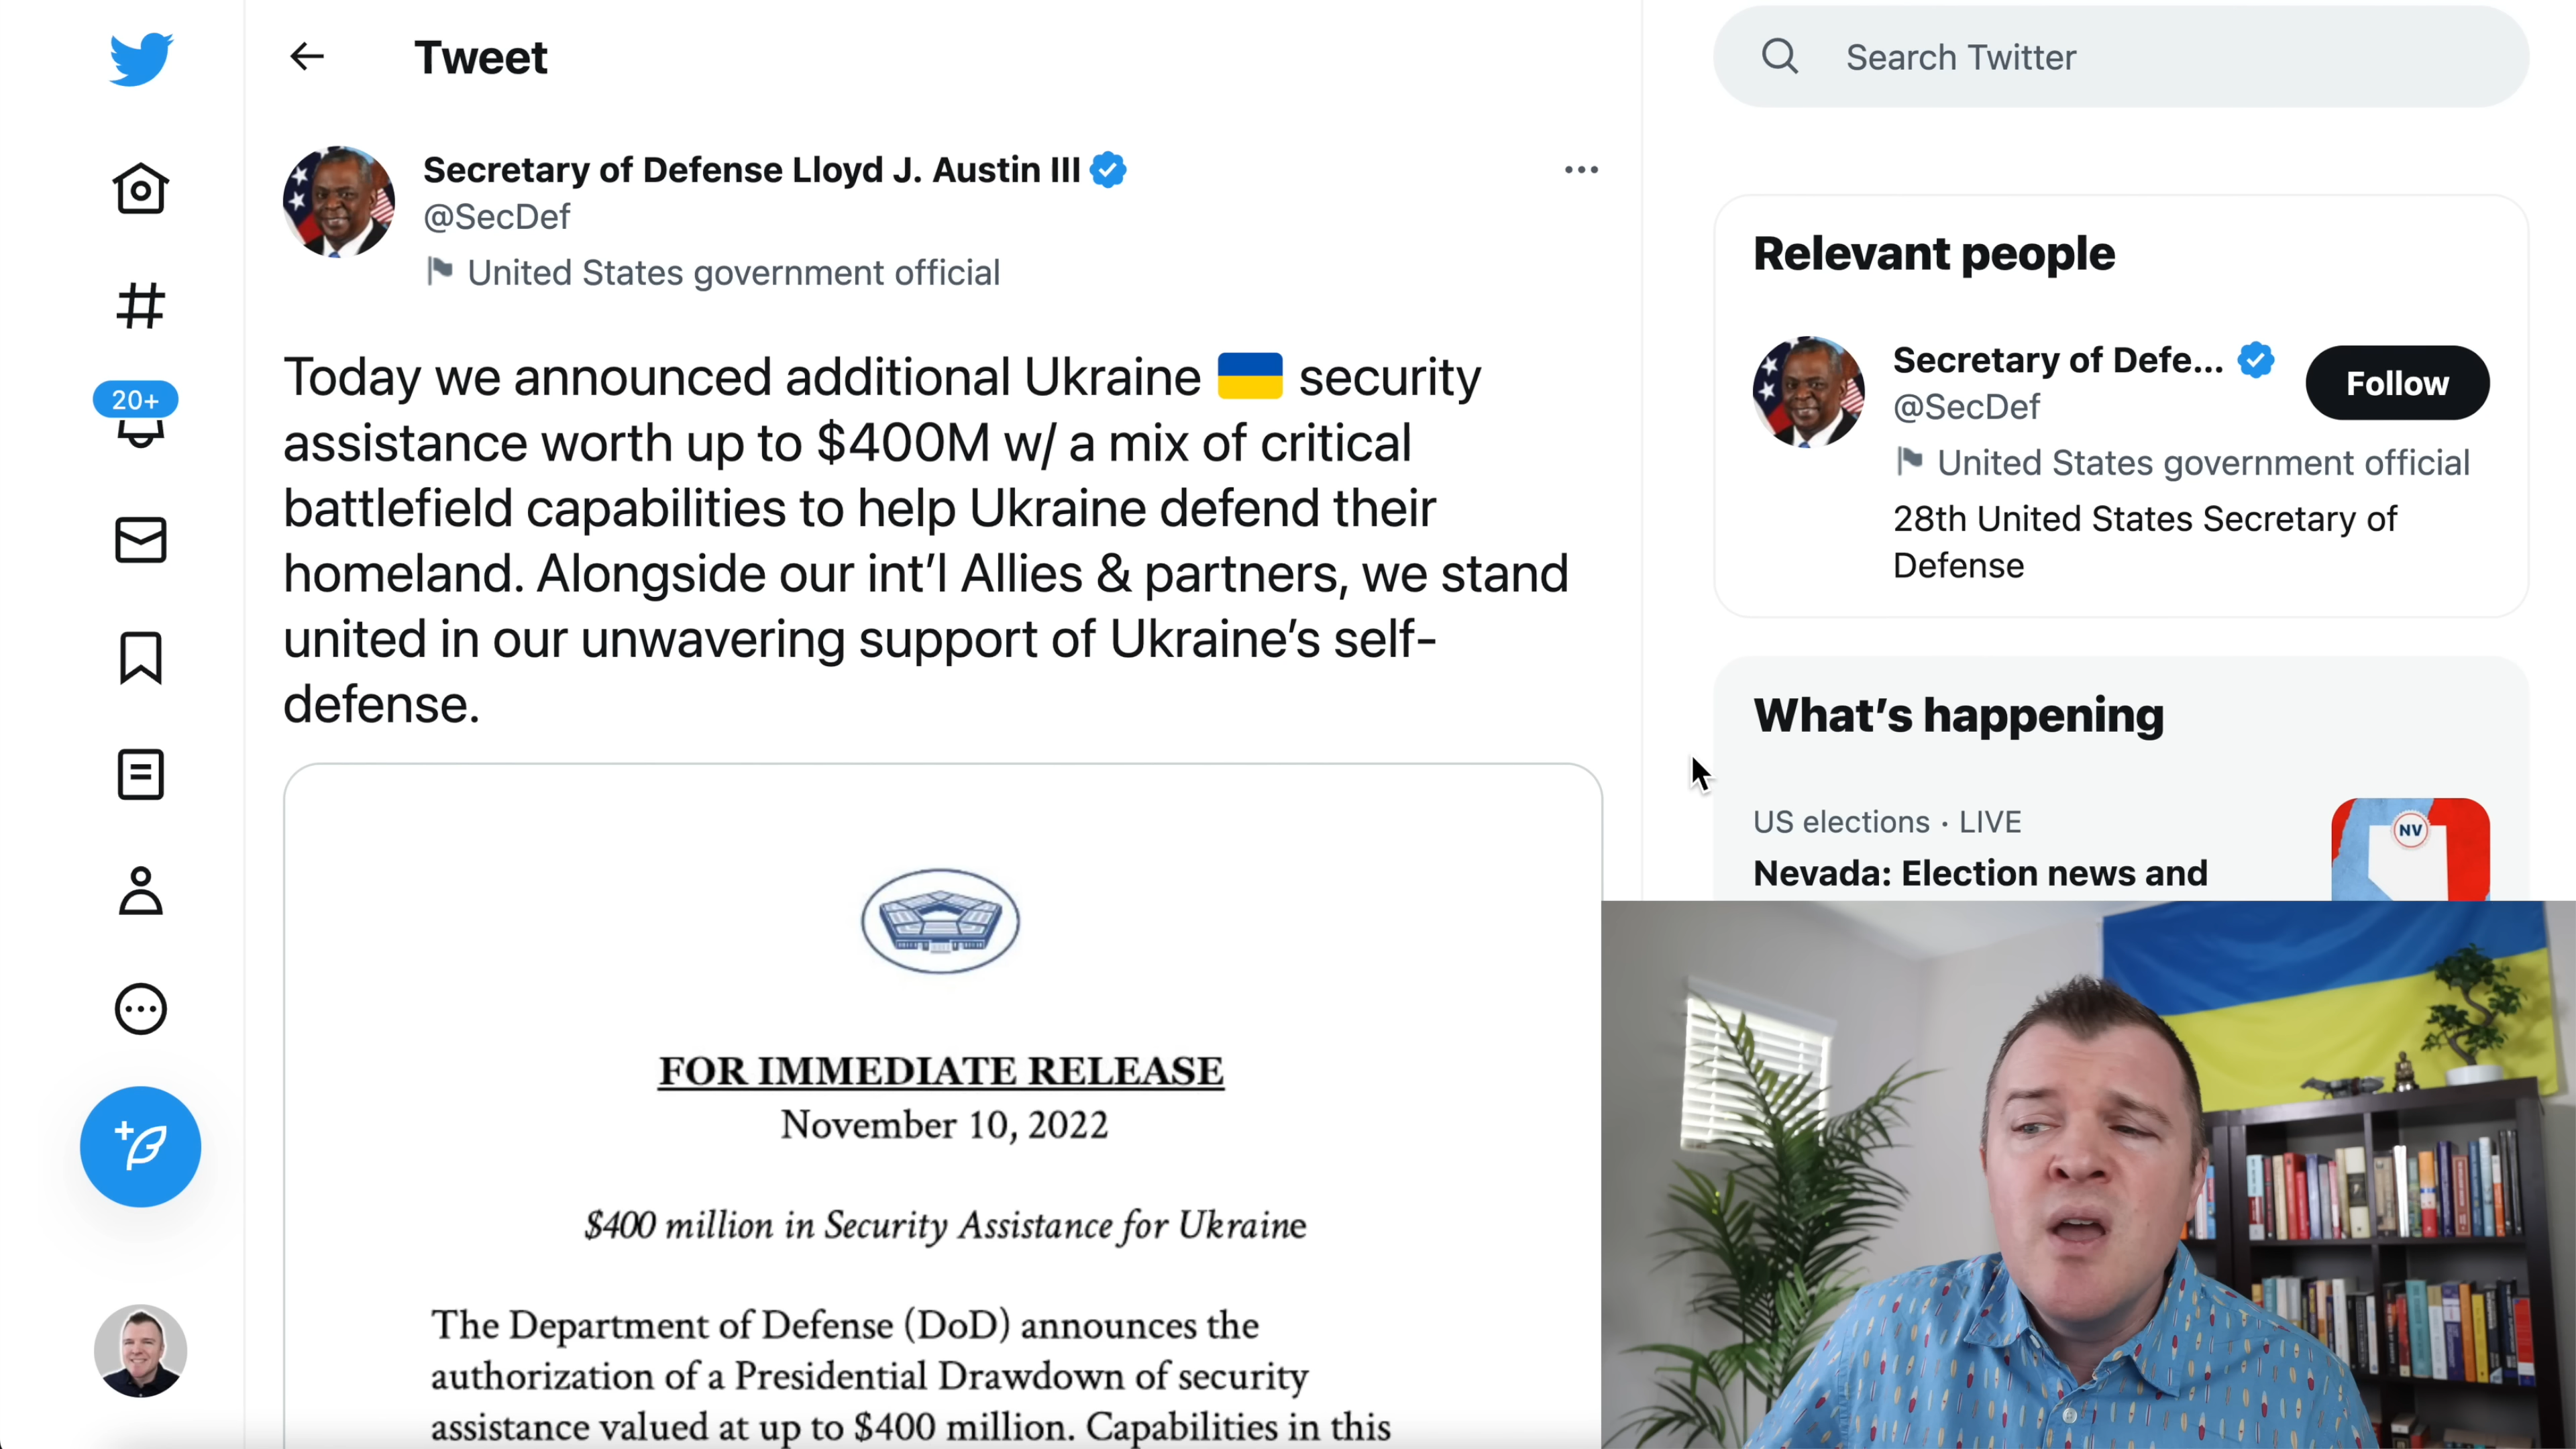 Tweet
Search Twitter
Secretary of Defense Lloyd J. Austin III
@SecDef
United States government official
20+
Today we announced additional Ukraine 🇺🇦 security
assistance worth up to $400M w/ a mix of critical
battlefield capabilities to help Ukraine defend their
homeland. Alongside our int’l Allies & partners, we stand
united in our unwavering support of Ukraine’s self-
defense.
FOR IMMEDIATE RELEASE
November 10, 2022
$400 million in Security Assistance for Ukraine
The Department of Defense (DoD) announces the
authorization of a Presidential Drawdown of security
assistance valued at up to $400 million. Capabilities in this
Relevant people
Secretary of Defe...
@SecDef
Follow
United States government official
28th United States Secretary of
Defense
What’s happening
US elections · LIVE
Nevada: Election news and
NV